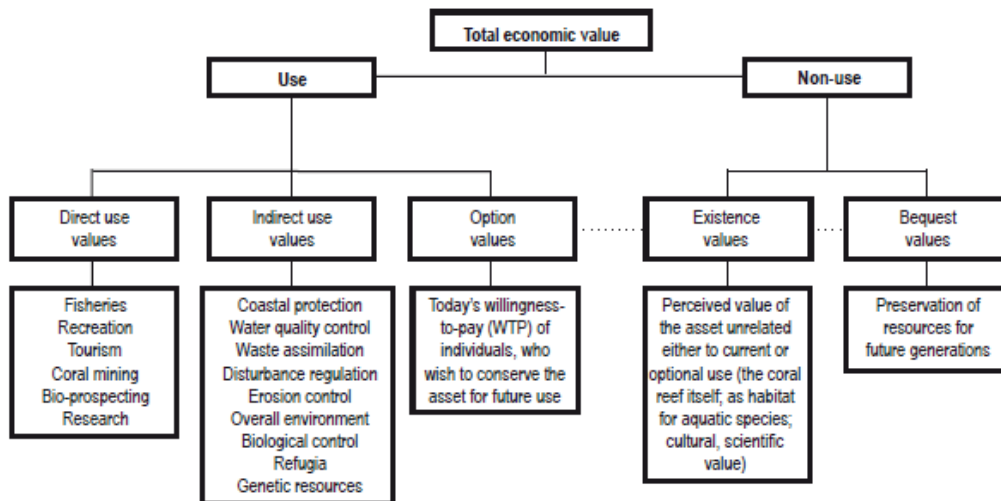 Total economic value
Use
Non-use
Direct use
values
Indirect use
values
Option
values
Existence
values
Bequest
values
Fisheries
Recreation
Tourism
Coral mining
Bio-prospecting
Research
Coastal protection
Water quality control
Waste assimilation
Disturbance regulation
Erosion control
Overall environment
Biological control
Refugia
Genetic resources
Today's willingness-
to-pay (WTP) of
individuals, who
wish to conserve the
asset for future use
Perceived value of
the asset unrelated
either to current or
optional use (the coral
reef itself; as habitat
for aquatic species;
cultural, scientific
value)
Preservation of
resources for
future generations